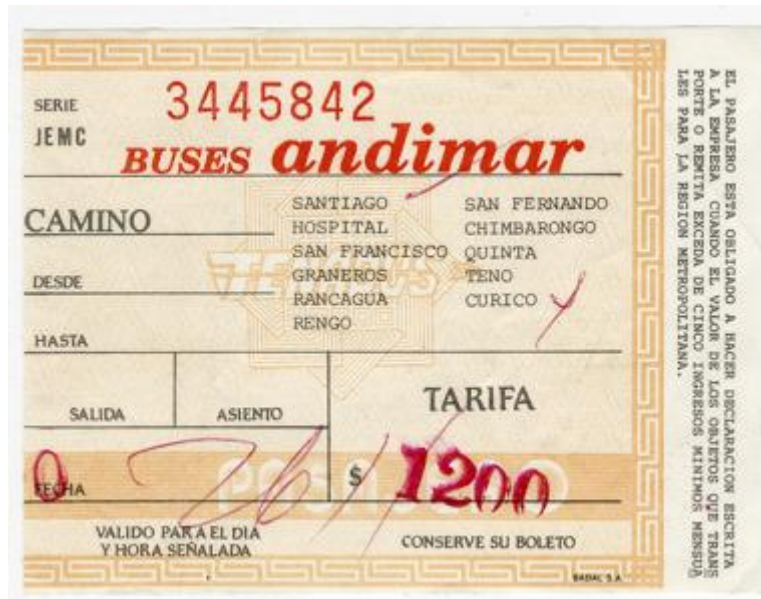 SERIE 3445842
JEMC
BUSES andimar
CAMINO
SANTIAGO SAN FERNANDO
HOSPITAL CHIMBARONGO
SAN FRANCISCO QUINTA
GRANEROS TENO
RANCAGUA CURICO
RENGO
DESDE
HASTA
SALIDA ASIENTO TARIFA
FECHA $ 1200
VALIDO PARA EL DIA
Y HORA SEÑALADA
CONSERVE SU BOLETO
BADAL S.A
EL PASAJERO ESTA OBLIGADO A HACER DECLARACION ESCRITA
A LA EMPRESA CUANDO EL VALOR DE LOS OBJETOS QUE TRANS
PORTE O REMITA EXCEDA DE CINCO INGRESOS MINIMOS MENSUA
LES PARA LA REGION METROPOLITANA.